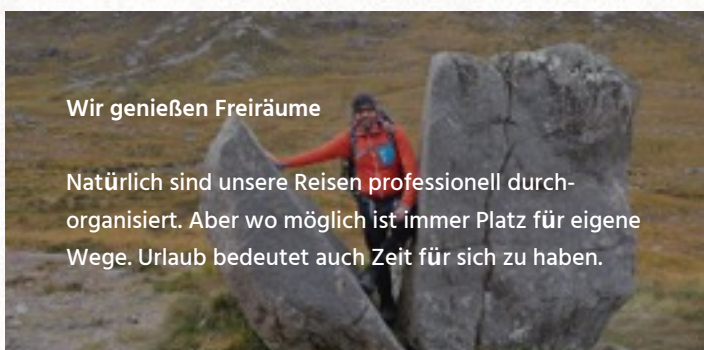 Wir genießen Freiräume
Natürlich sind unsere Reisen professionell durch-
organisiert. Aber wo möglich ist immer Platz für eigene
Wege. Urlaub bedeutet auch Zeit für sich zu haben.